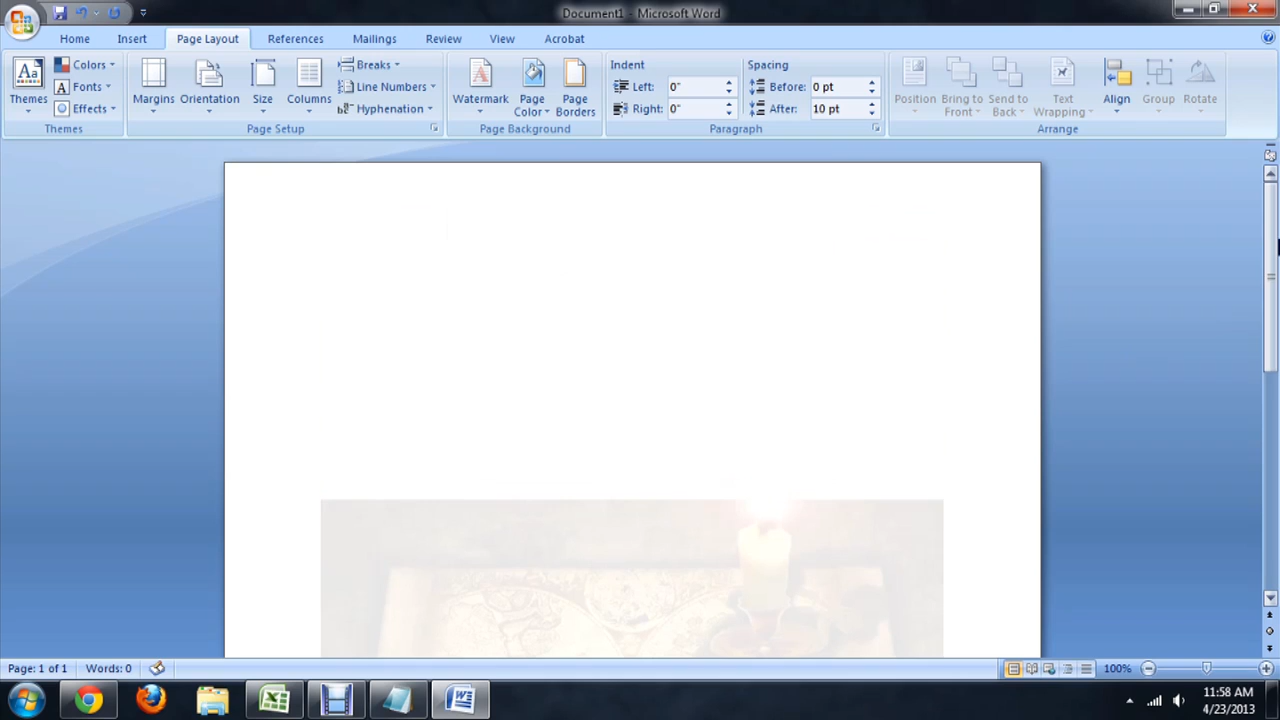 Document1 - Microsoft Word
Home Insert Page Layout References Mailings Review View Acrobat
Themes Colors Fonts Effects
Themes
Margins Orientation Size Columns Breaks Line Numbers Hyphenation
Page Setup
Watermark Page Color Page Borders
Page Background
Indent Spacing
Left: 0" Before: 0 pt
Right: 0" After: 10 pt
Paragraph
Position Bring to Front Send to Back Text Wrapping Align Group Rotate
Arrange
Page: 1 of 1 Words: 0 100%
11:58 AM
4/23/2013